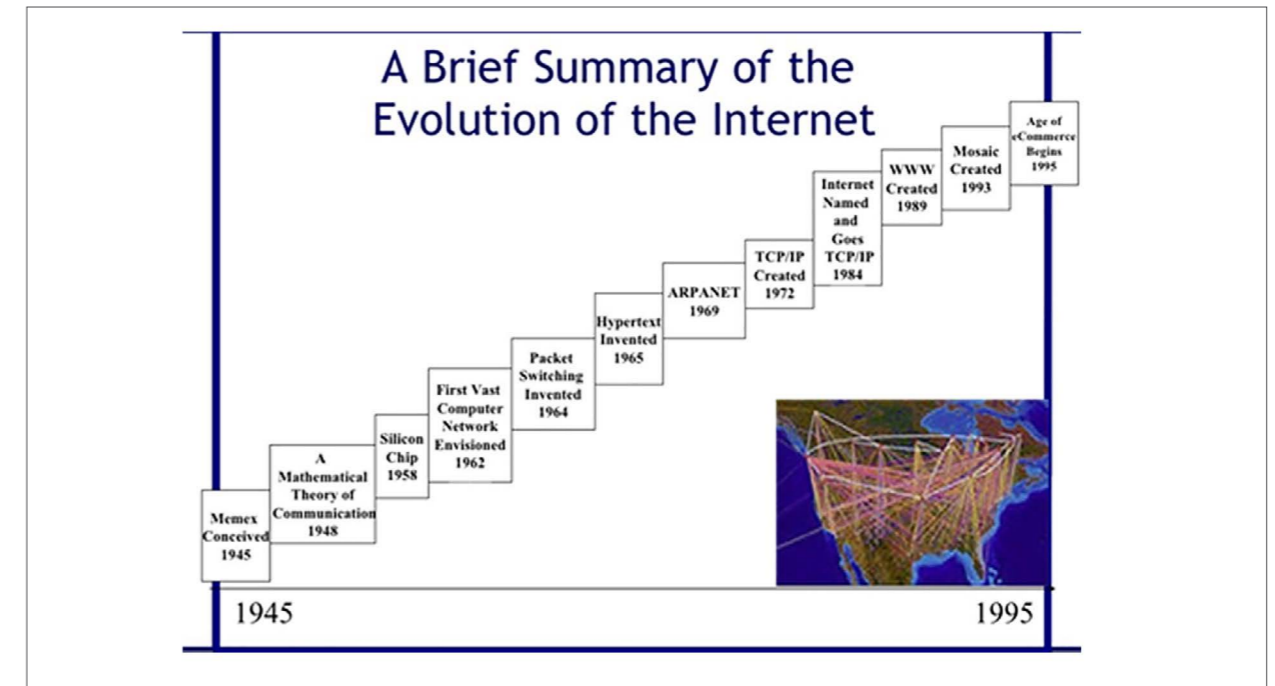 A Brief Summary of the
Evolution of the Internet
Memex
Conceived
1945
A
Mathematical
Theory of
Communication
1948
Silicon
Chip
1958
First Vast
Computer
Network
Envisioned
1962
Packet
Switching
Invented
1964
Hypertext
Invented
1965
ARPANET
1969
TCP/IP
Created
1972
Internet
Named
and
Goes
TCP/IP
1984
WWW
Created
1989
Mosaic
Created
1993
Age of
eCommerce
Begins
1995
1945
1995